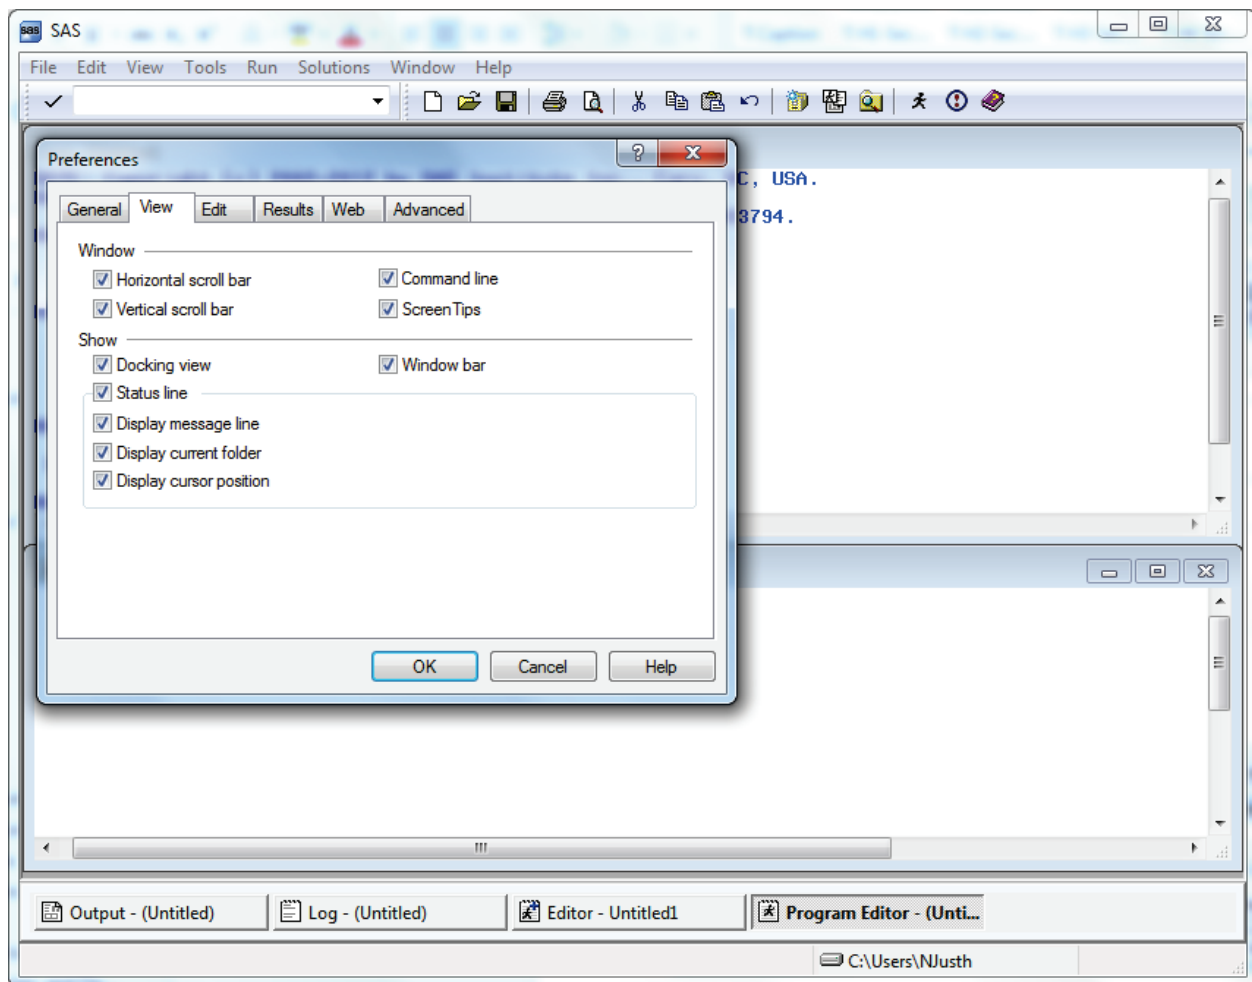 sas SAS
File Edit View Tools Run Solutions Window Help
Preferences
C, USA.
General View Edit Results Web Advanced
3794.
Window
Horizontal scroll bar Command line
Vertical scroll bar ScreenTips
Show
Docking view Window bar
Status line
Display message line
Display current folder
Display cursor position
OK Cancel Help
Output - (Untitled) Log - (Untitled) Editor - Untitled1 Program Editor - (Unti...
C:\Users\NJusth